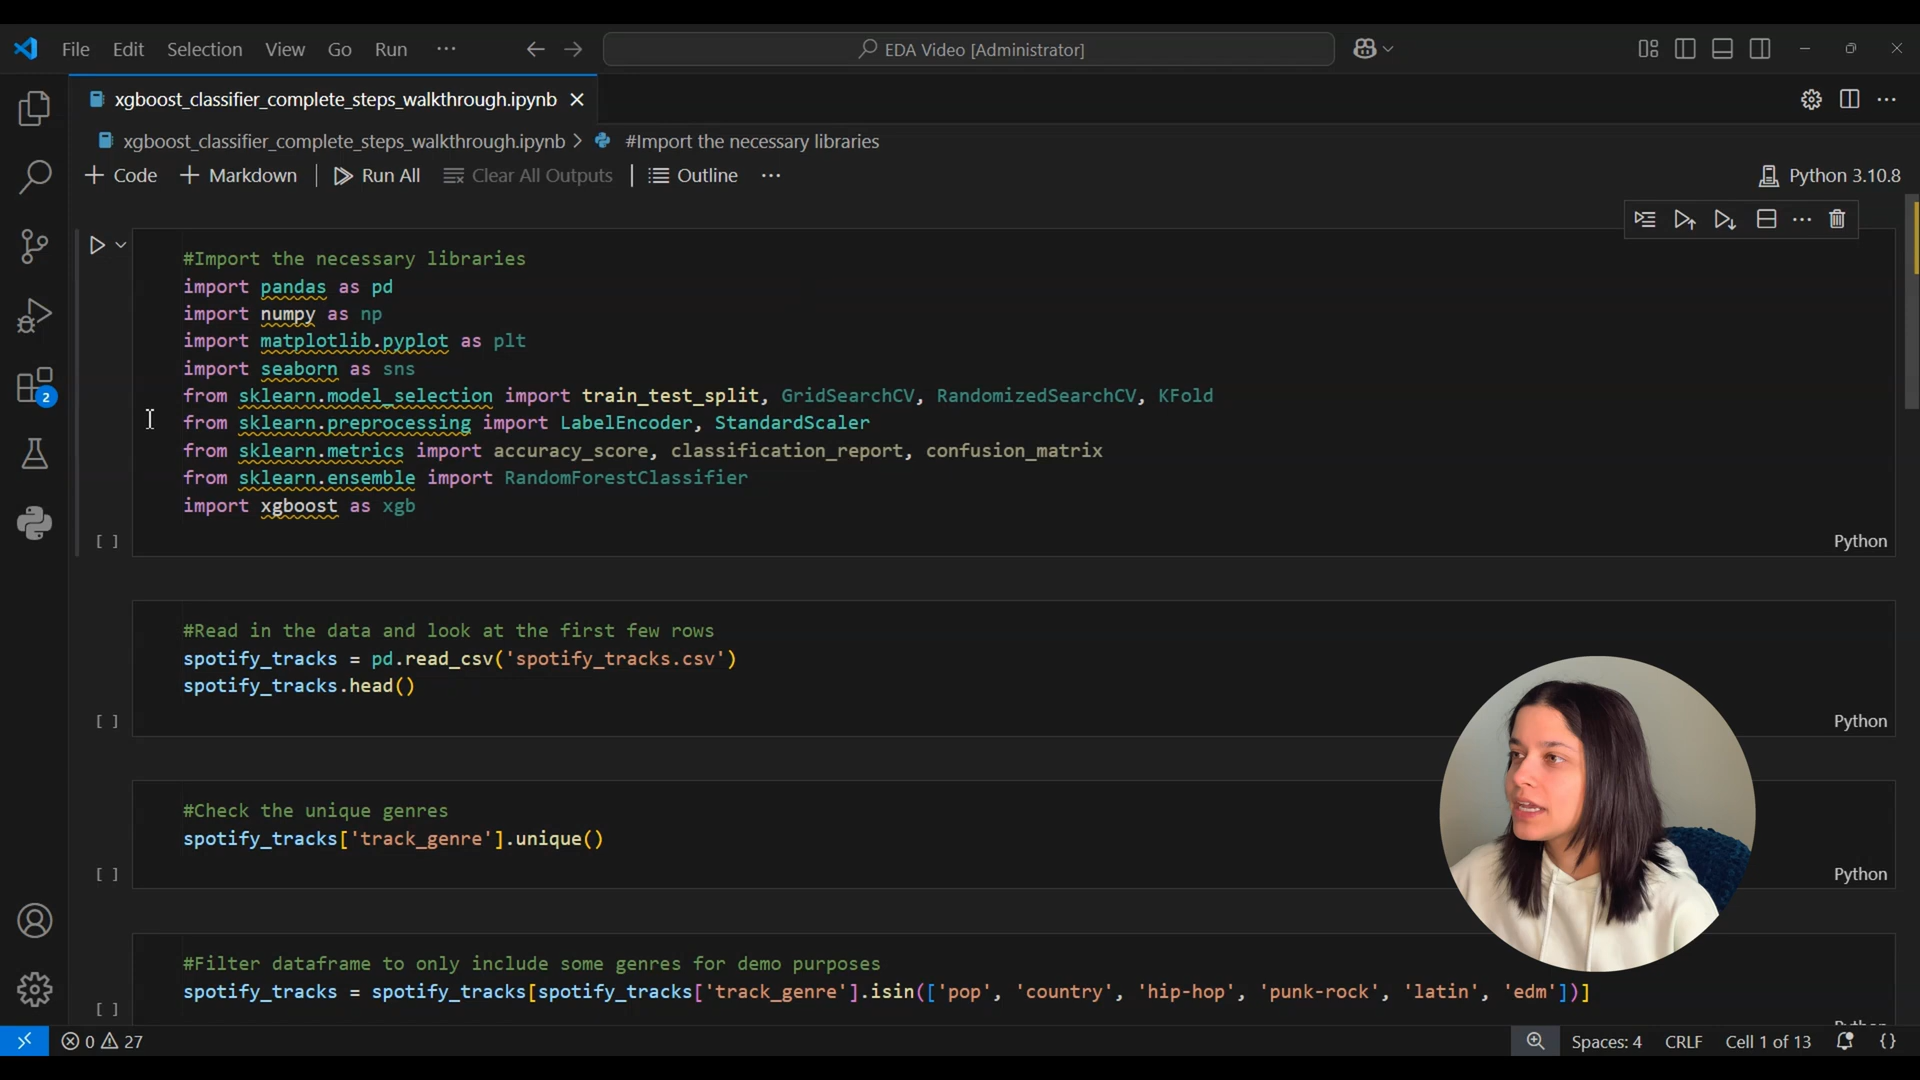 File Edit Selection View Go Run ··· EDA Video [Administrator]
xgboost_classifier_complete_steps_walkthrough.ipynb
xgboost_classifier_complete_steps_walkthrough.ipynb > #Import the necessary libraries
+ Code + Markdown Run All Clear All Outputs Outline ··· Python 3.10.8
#Import the necessary libraries
import pandas as pd
import numpy as np
import matplotlib.pyplot as plt
import seaborn as sns
from sklearn.model_selection import train_test_split, GridSearchCV, RandomizedSearchCV, KFold
from sklearn.preprocessing import LabelEncoder, StandardScaler
2
from sklearn.metrics import accuracy_score, classification_report, confusion_matrix
from sklearn.ensemble import RandomForestClassifier
import xgboost as xgb
[ ] Python
#Read in the data and look at the first few rows
spotify_tracks = pd.read_csv('spotify_tracks.csv')
spotify_tracks.head()
[ ] Python
#Check the unique genres
spotify_tracks['track_genre'].unique()
[ ] Python
#Filter dataframe to only include some genres for demo purposes
spotify_tracks = spotify_tracks[spotify_tracks['track_genre'].isin(['pop', 'country', 'hip-hop', 'punk-rock', 'latin', 'edm'])]
[ ] Python
0 27 Spaces: 4 CRLF Cell 1 of 13 {}